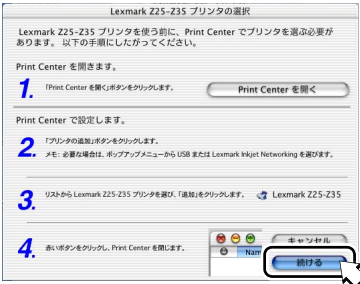 Lexmark Z25-Z35 プリンタの選択
Lexmark Z25-Z35 プリンタを使う前に、Print Center でプリンタを選ぶ必要が
あります。 以下の手順にしたがってください。
Print Center を開きます。
1. 「Print Center を開く」ボタンをクリックします。 Print Center を開く
Print Center で設定します。
2. 「プリンタの追加」ボタンをクリックします。
メモ: 必要な場合は、ポップアップメニューから USB または Lexmark Inkjet Networking を選びます。
3. リストから Lexmark Z25-Z35 プリンタを選び、「追加」をクリックします。 Lexmark Z25-Z35
4. 赤いボタンをクリックし、Print Center を閉じます。
Nam
キャンセル
続ける